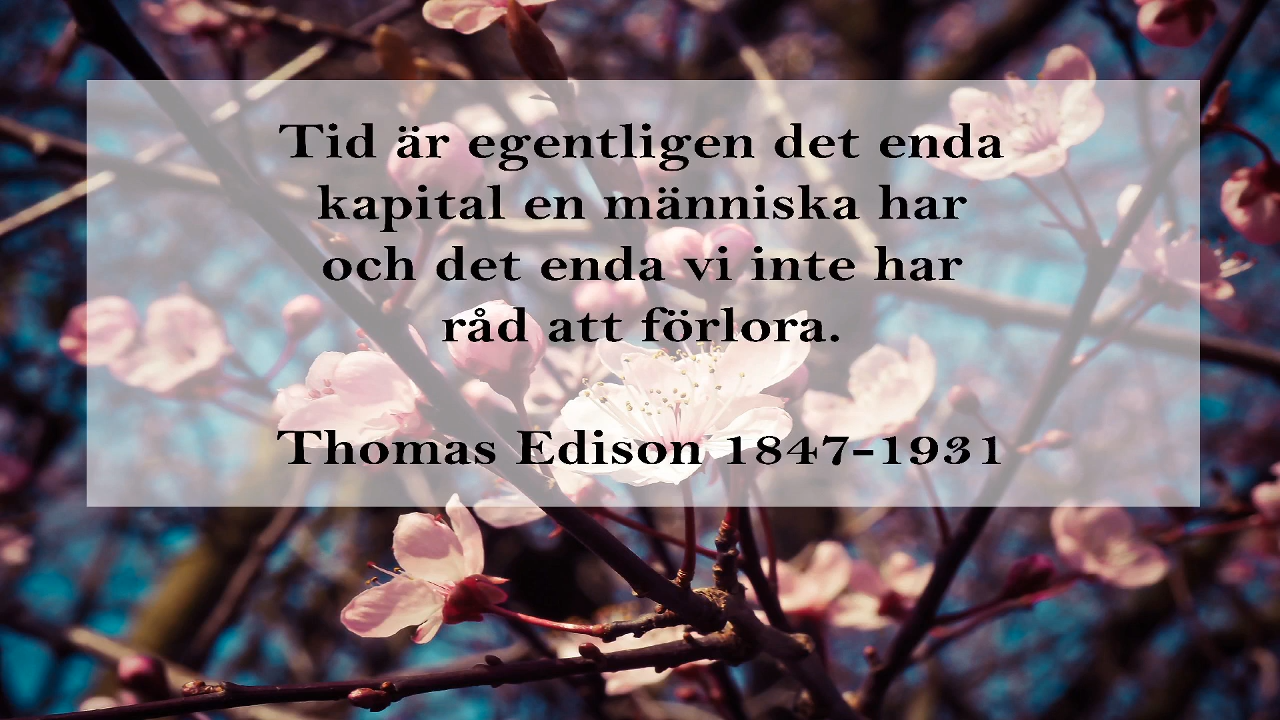 Tid är egentligen det enda
kapital en människa har
och det enda vi inte har
råd att förlora.
Thomas Edison 1847-1931